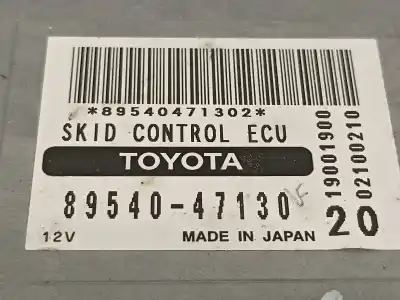 *89540471302*
SKID CONTROL ECU
TOYOTA
89540-47130
20
12V
MADE IN JAPAN
19001900
02100210